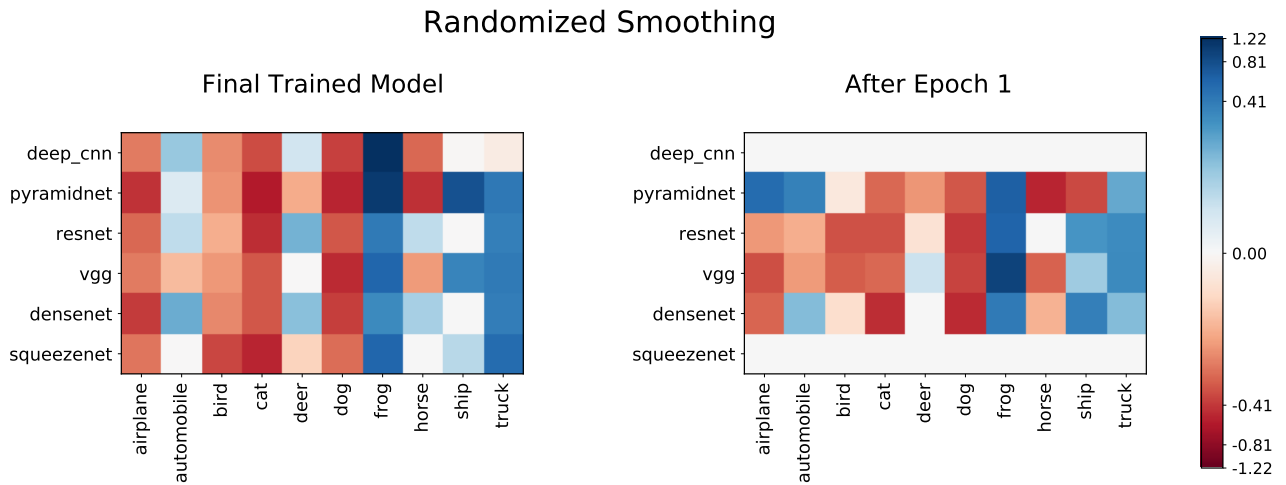 Randomized Smoothing
Final Trained Model
deep_cnn
pyramidnet
resnet
vgg
densenet
squeezenet
airplane
automobile
bird
cat
deer
dog
frog
horse
ship
truck
After Epoch 1
deep_cnn
pyramidnet
resnet
vgg
densenet
squeezenet
airplane
automobile
bird
cat
deer
dog
frog
horse
ship
truck
1.22
0.81
0.41
0.00
-0.41
-0.81
-1.22